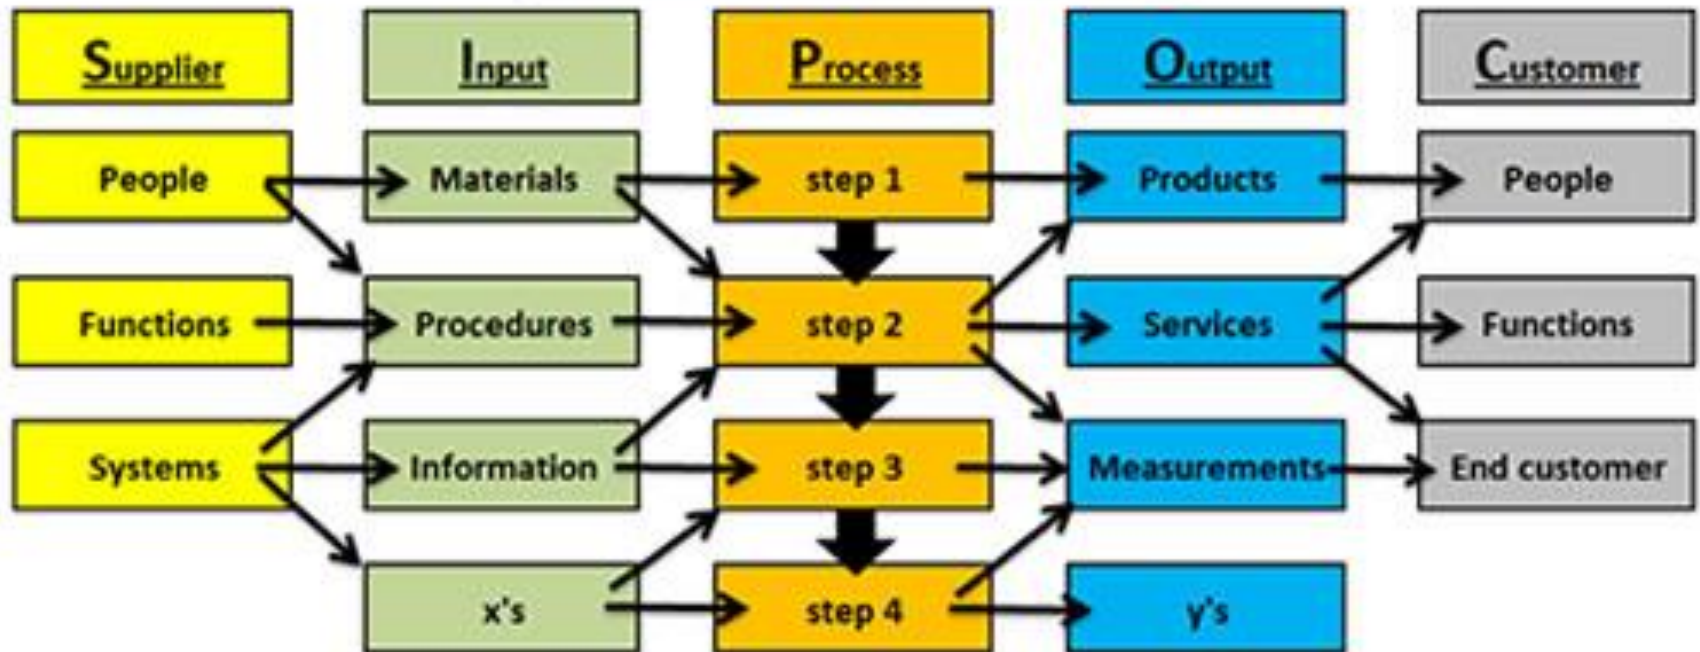 Supplier Input Process Output Customer
People Materials step 1 Products People
Functions Procedures step 2 Services Functions
Systems Information step 3 Measurements End customer
x's step 4 y's